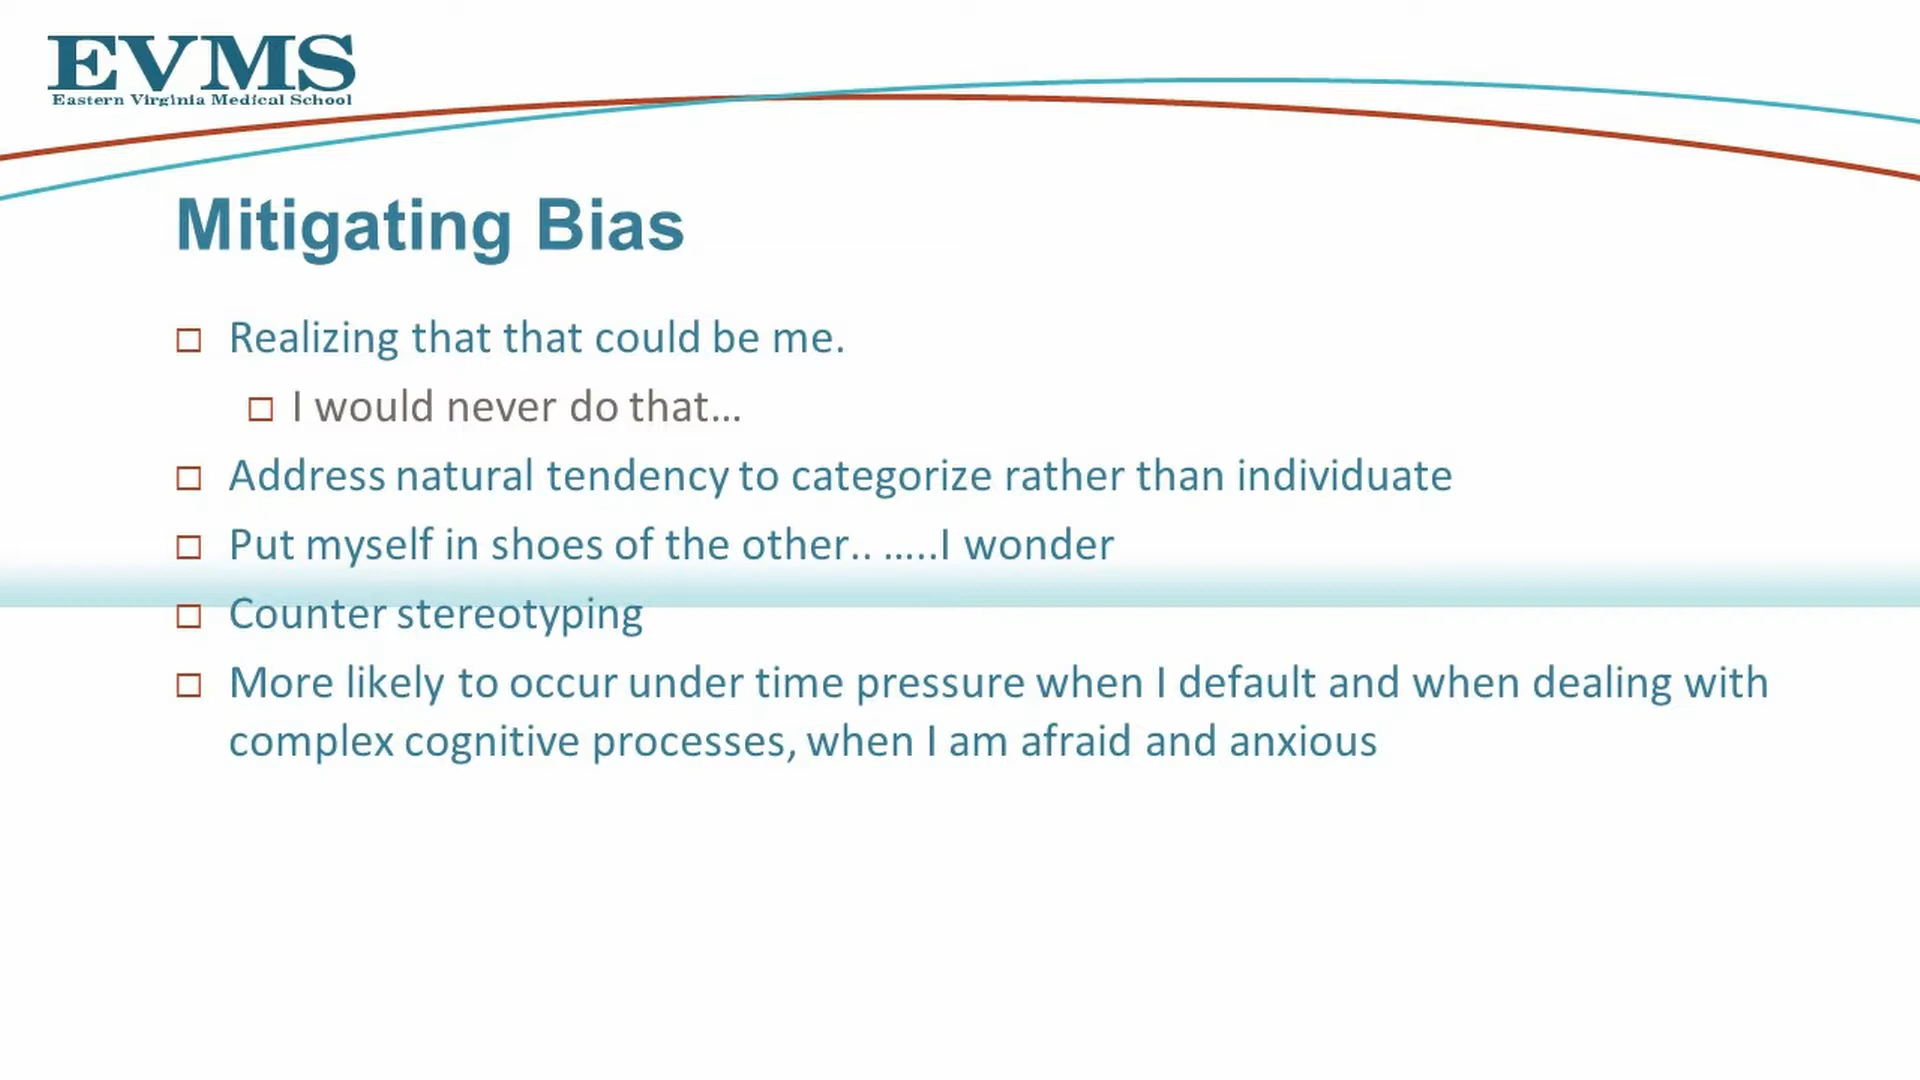 EVMS
Eastern Virginia Medical School
Mitigating Bias
Realizing that that could be me.
I would never do that...
Address natural tendency to categorize rather than individuate
Put myself in shoes of the other.. .....I wonder
Counter stereotyping
More likely to occur under time pressure when I default and when dealing with
complex cognitive processes, when I am afraid and anxious